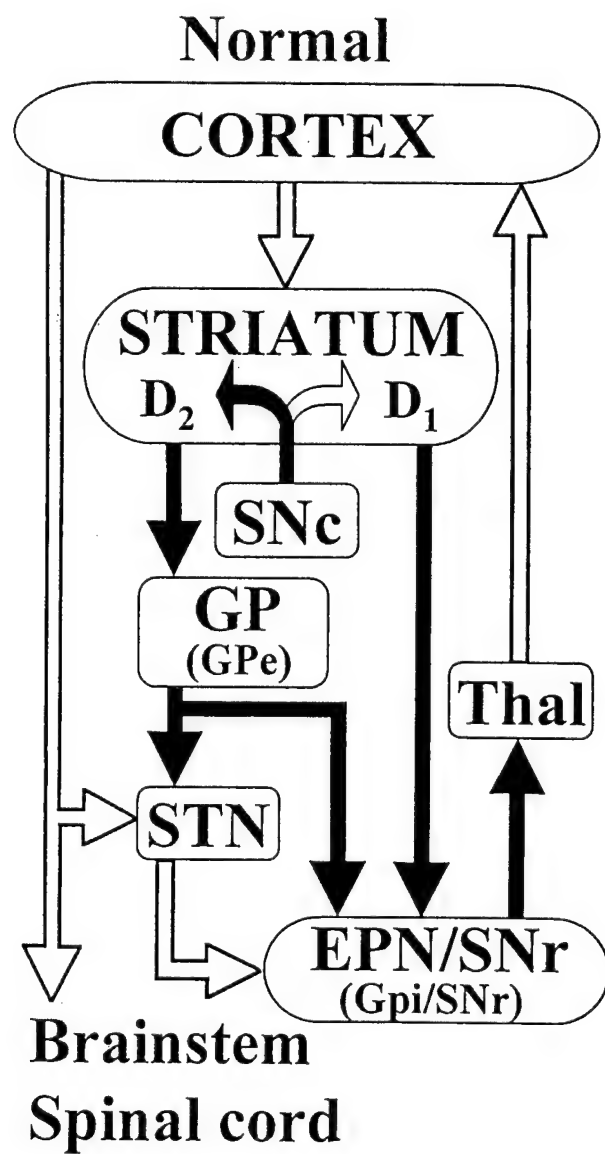 Normal
CORTEX
STRIATUM
D₂ D₁
SNc
GP
(GPe)
Thal
STN
EPN/SNr
(Gpi/SNr)
Brainstem
Spinal cord